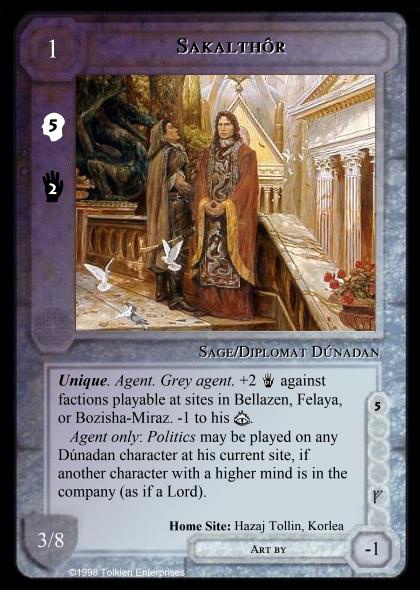 1
SAKALTHÔR
5
2
SAGE/DIPLOMAT DÚNADAN
Unique. Agent. Grey agent. +2 against
factions playable at sites in Bellazen, Felaya,
or Bozisha-Miraz. -1 to his .
Agent only: Politics may be played on any
Dúnadan character at his current site, if
another character with a higher mind is in the
company (as if a Lord).
5
ᚠ
Home Site: Hazaj Tollin, Korlea
3/8
ART BY
-1
©1998 Tolkien Enterprises